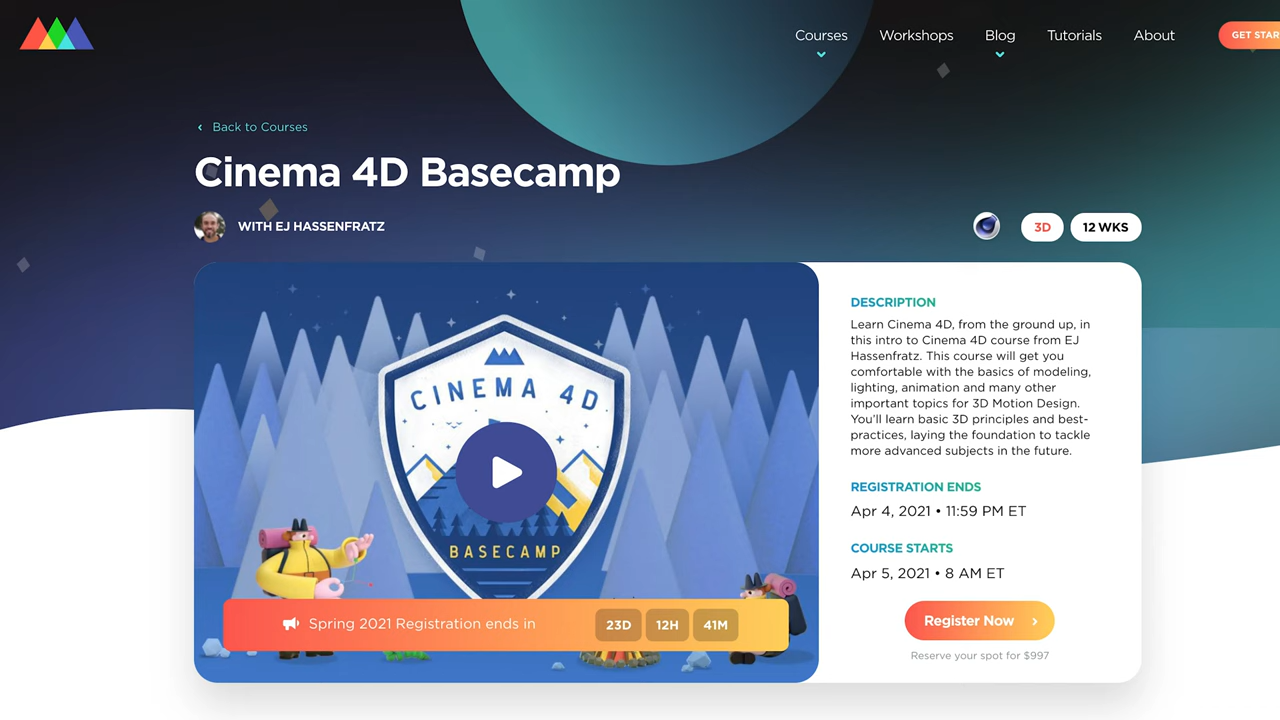 Courses
Workshops
Blog
Tutorials
About
GET STAR
Back to Courses
Cinema 4D Basecamp
WITH EJ HASSENFRATZ
3D
12 WKS
CINEMA 4D
BASECAMP
Spring 2021 Registration ends in
23D
12H
41M
DESCRIPTION
Learn Cinema 4D, from the ground up, in
this intro to Cinema 4D course from EJ
Hassenfratz. This course will get you
comfortable with the basics of modeling,
lighting, animation and many other
important topics for 3D Motion Design.
You'll learn basic 3D principles and best-
practices, laying the foundation to tackle
more advanced subjects in the future.
REGISTRATION ENDS
Apr 4, 2021 • 11:59 PM ET
COURSE STARTS
Apr 5, 2021 • 8 AM ET
Register Now
Reserve your spot for $997